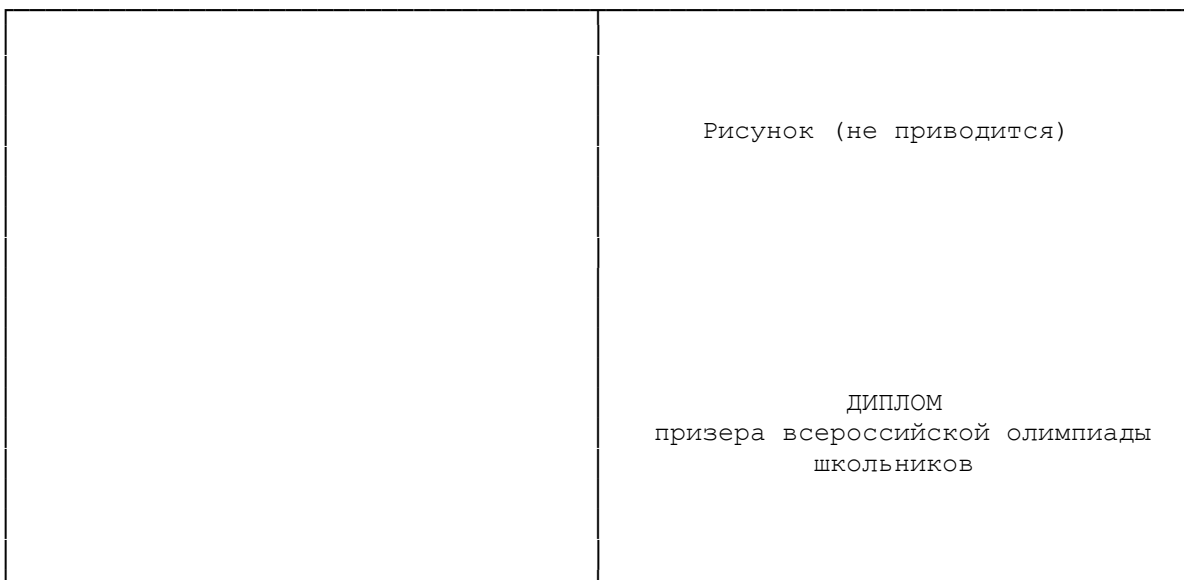 Рисунок (не приводится)
ДИПЛОМ
призера всероссийской олимпиады
школьников